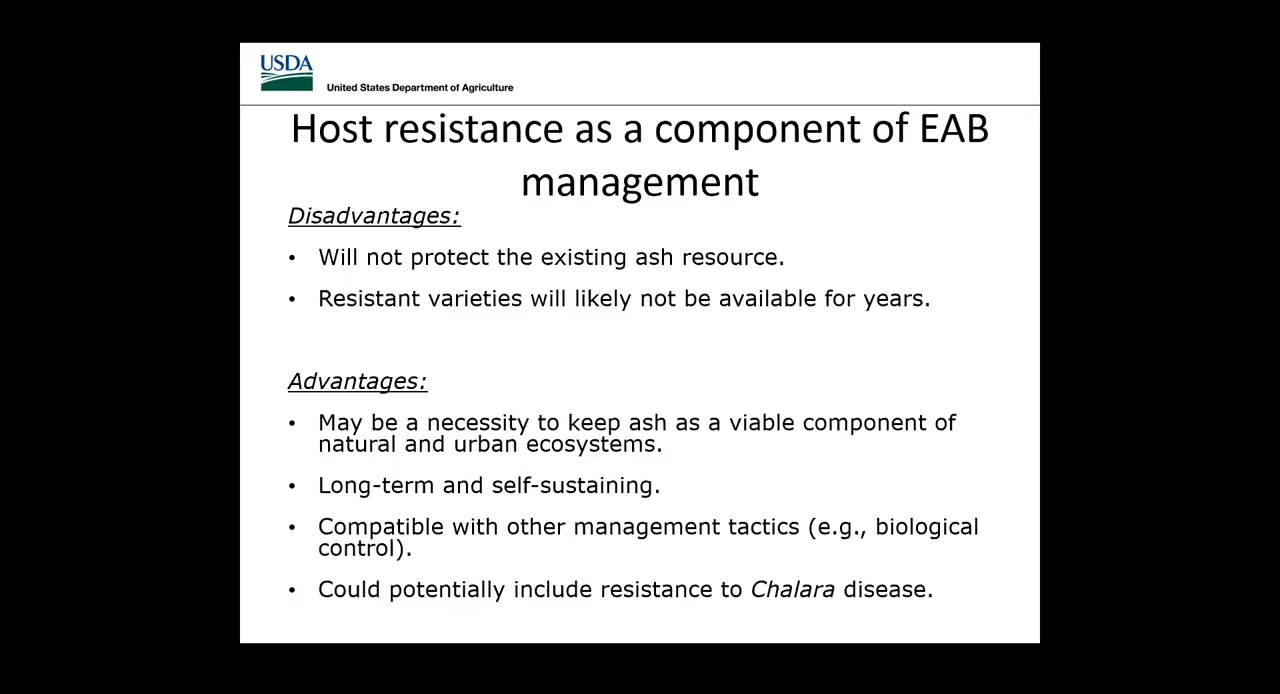 USDA
United States Department of Agriculture
Host resistance as a component of EAB
management
Disadvantages:
• Will not protect the existing ash resource.
• Resistant varieties will likely not be available for years.
Advantages:
• May be a necessity to keep ash as a viable component of
natural and urban ecosystems.
• Long-term and self-sustaining.
• Compatible with other management tactics (e.g., biological
control).
• Could potentially include resistance to Chalara disease.